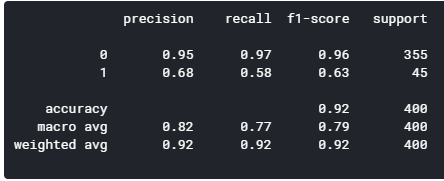 precision recall f1-score support
0 0.95 0.97 0.96 355
1 0.68 0.58 0.63 45
accuracy 0.92 400
macro avg 0.82 0.77 0.79 400
weighted avg 0.92 0.92 0.92 400